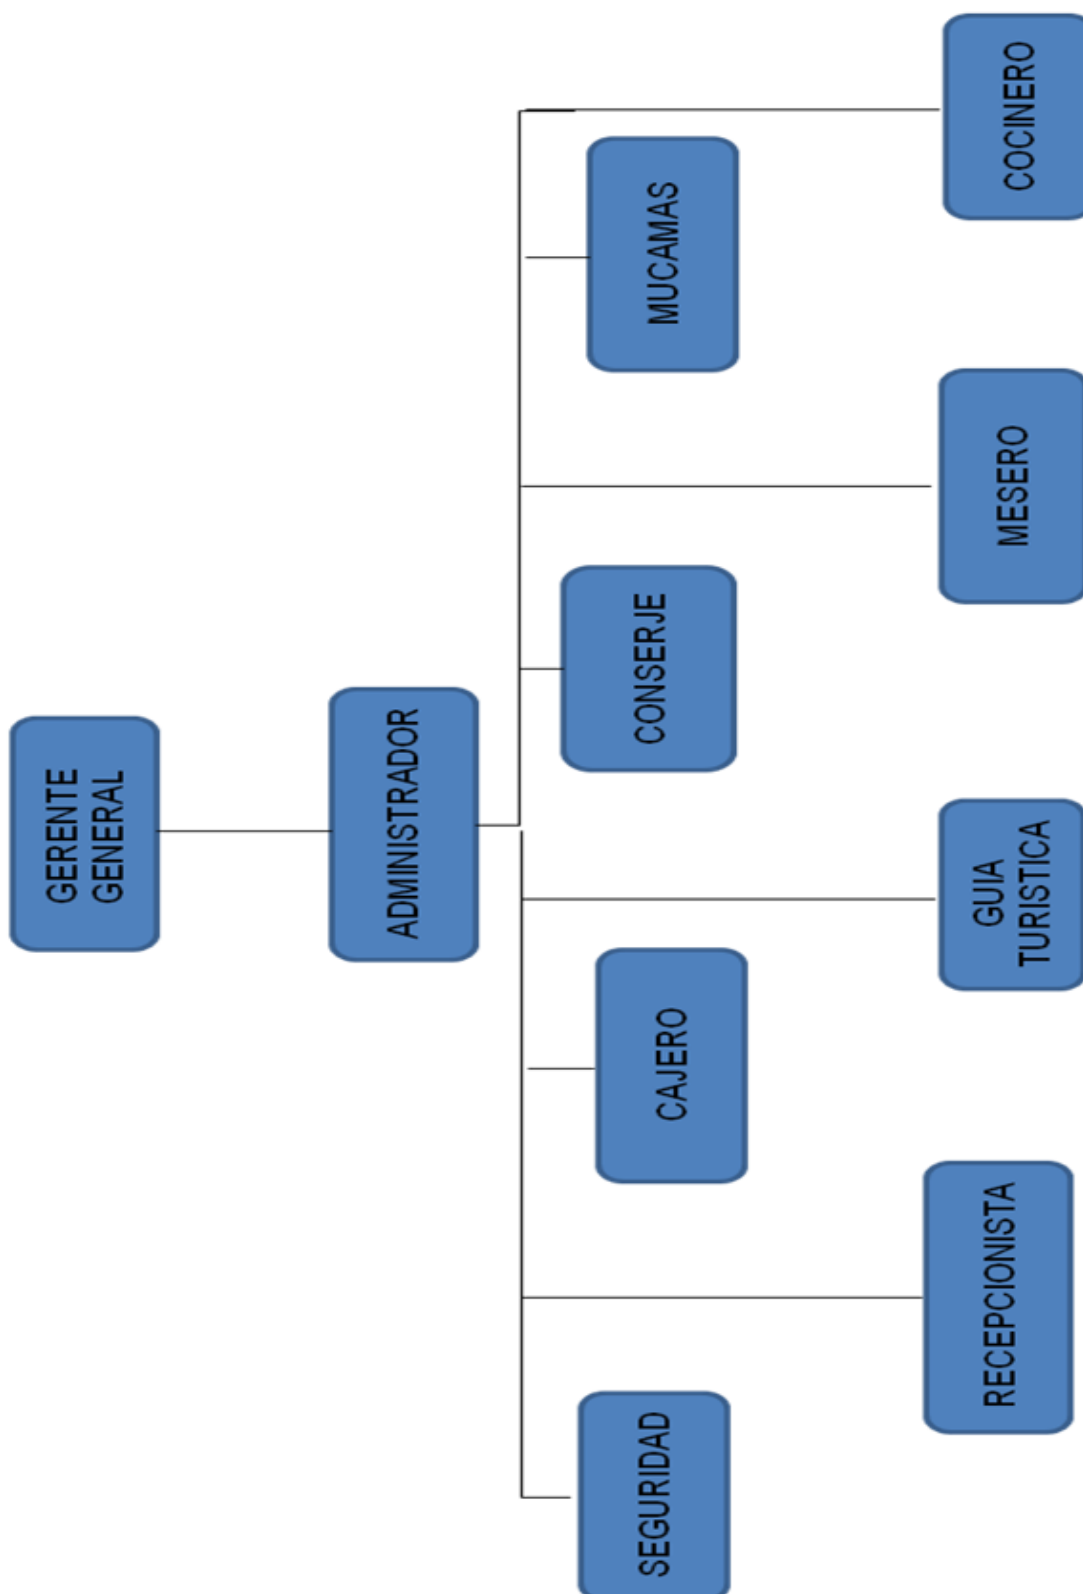 GERENTE
GENERAL
ADMINISTRADOR
SEGURIDAD
CAJERO
CONSERJE
MUCAMAS
RECEPCIONISTA
GUIA
TURISTICA
MESERO
COCINERO